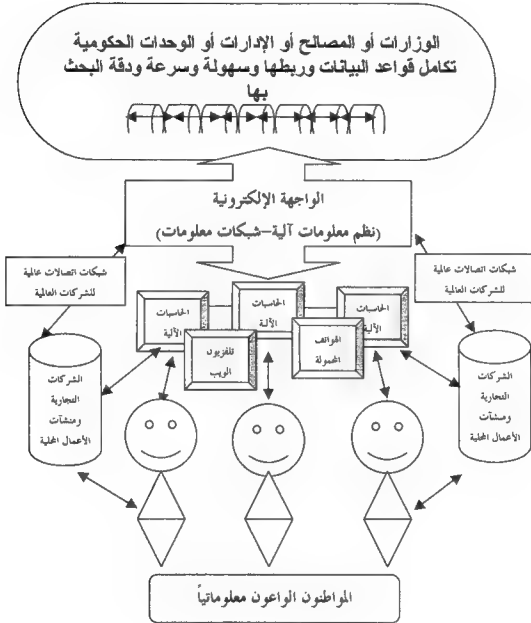 الوزارات أو المصالح أو الإدارات أو الوحدات الحكومية
تكامل قواعد البيانات وربطها وسهولة وسرعة ودقة البحث
بها
الواجهة الإلكترونية
(نظم معلومات آلية–شبكات معلومات)
شبكات اتصالات عالمية
للشركات العالمية
شبكات اتصالات عالمية
للشركات العالمية
الحاسبات
الآلية
الحاسبات
الآلية
الحاسبات
الآلية
الهواتف
المحمولة
تلفزيون
الويب
الشركات
التجارية
ومنشآت
الأعمال المحلية
الشركات
التجارية
ومنشآت
الأعمال المحلية
المواطنون الواعون معلوماتياً